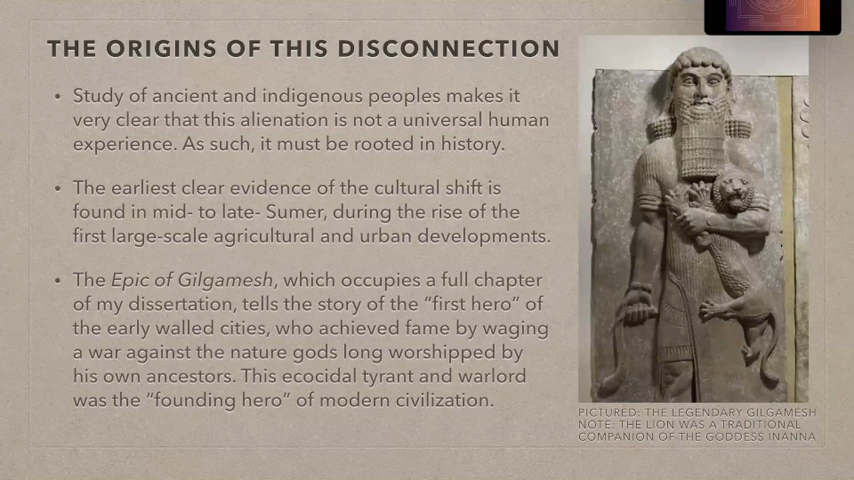 THE ORIGINS OF THIS DISCONNECTION
• Study of ancient and indigenous peoples makes it
very clear that this alienation is not a universal human
experience. As such, it must be rooted in history.
• The earliest clear evidence of the cultural shift is
found in mid- to late- Sumer, during the rise of the
first large-scale agricultural and urban developments.
• The Epic of Gilgamesh, which occupies a full chapter
of my dissertation, tells the story of the “first hero” of
the early walled cities, who achieved fame by waging
a war against the nature gods long worshipped by
his own ancestors. This ecocidal tyrant and warlord
was the “founding hero” of modern civilization.
PICTURED: THE LEGENDARY GILGAMESH
NOTE: THE LION WAS A TRADITIONAL
COMPANION OF THE GODDESS INANNA